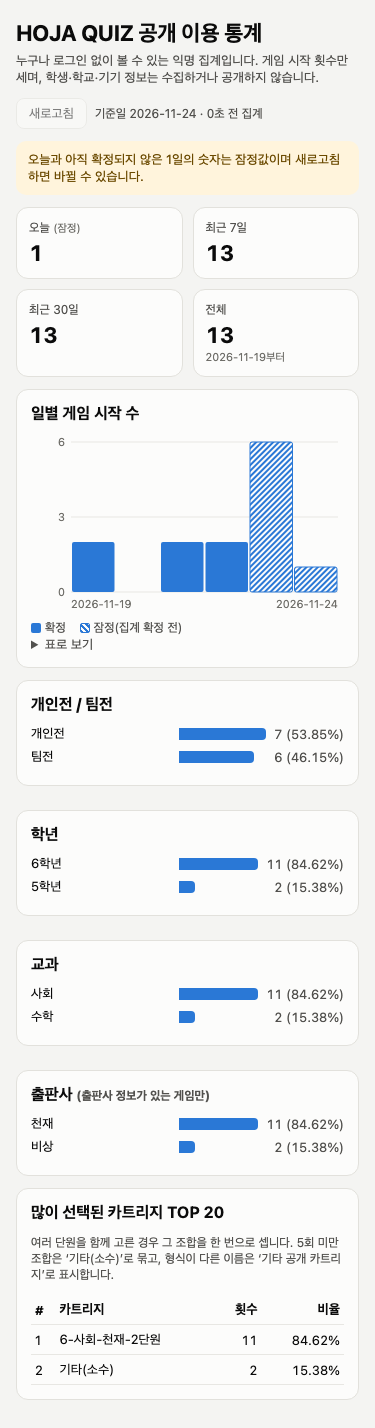 HOJA QUIZ 공개 이용 통계
누구나 로그인 없이 볼 수 있는 익명 집계입니다. 게임 시작 횟수만
세며, 학생·학교·기기 정보는 수집하거나 공개하지 않습니다.
새로고침 기준일 2026-11-24 · 0초 전 집계
오늘과 아직 확정되지 않은 1일의 숫자는 잠정값이며 새로고침
하면 바뀔 수 있습니다.
오늘 (잠정)
1
최근 7일
13
최근 30일
13
전체
13
2026-11-19부터
일별 게임 시작 수
6
3
0
2026-11-19 2026-11-24
확정 잠정(집계 확정 전)
▶ 표로 보기
개인전 / 팀전
개인전 7 (53.85%)
팀전 6 (46.15%)
학년
6학년 11 (84.62%)
5학년 2 (15.38%)
교과
사회 11 (84.62%)
수학 2 (15.38%)
출판사 (출판사 정보가 있는 게임만)
천재 11 (84.62%)
비상 2 (15.38%)
많이 선택된 카트리지 TOP 20
여러 단원을 함께 고른 경우 그 조합을 한 번으로 셉니다. 5회 미만
조합은 ‘기타(소수)’로 묶고, 형식이 다른 이름은 ‘기타 공개 카트리
지’로 표시합니다.
# 카트리지 횟수 비율
1 6-사회-천재-2단원 11 84.62%
2 기타(소수) 2 15.38%